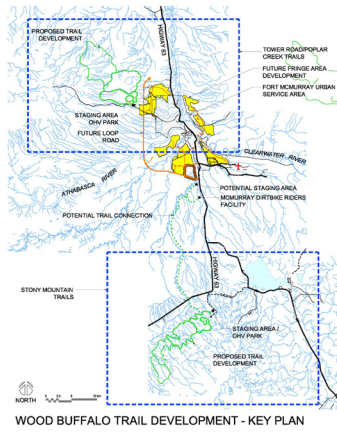 PROPOSED TRAIL
DEVELOPMENT
HIGHWAY 63
TOWER ROAD/POPLAR
CREEK TRAILS
FUTURE FRINGE AREA
DEVELOPMENT
FORT MCMURRAY URBAN
SERVICE AREA
STAGING AREA
OHV PARK
FUTURE LOOP
ROAD
CLEARWATER RIVER
ATHABASCA RIVER
POTENTIAL STAGING AREA
MCMURRAY DIRTBIKE RIDERS
FACILITY
POTENTIAL TRAIL CONNECTION
HIGHWAY 63
STONY MOUNTAIN
TRAILS
STAGING AREA /
OHV PARK
PROPOSED TRAIL
DEVELOPMENT
NORTH
WOOD BUFFALO TRAIL DEVELOPMENT - KEY PLAN